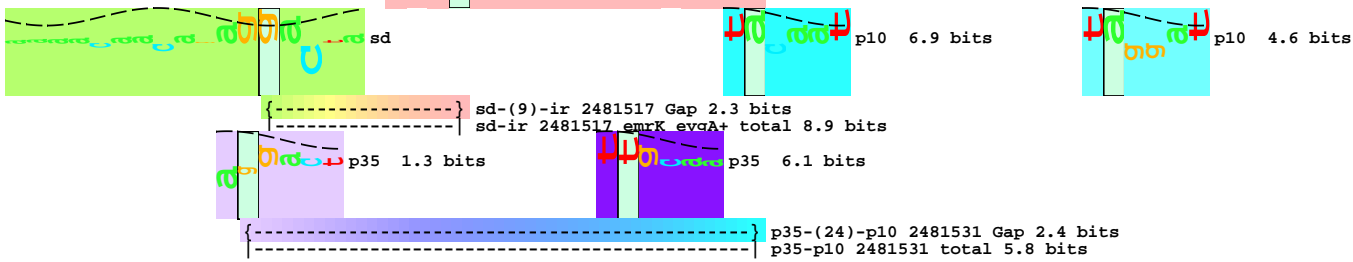 sd
p10 6.9 bits
p10 4.6 bits
sd-(9)-ir 2481517 Gap 2.3 bits
sd-ir 2481517 emrK evgA+ total 8.9 bits
p35 1.3 bits
p35 6.1 bits
p35-(24)-p10 2481531 Gap 2.4 bits
p35-p10 2481531 total 5.8 bits